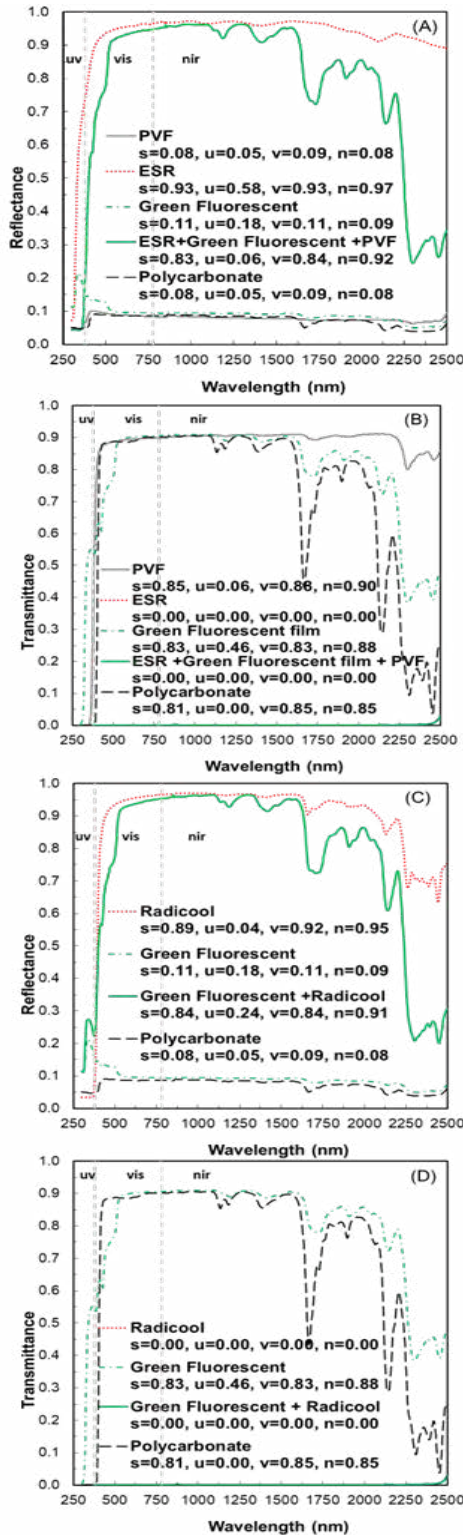 (A)
uv vis nir
PVF
s=0.08, u=0.05, v=0.09, n=0.08
ESR
s=0.93, u=0.58, v=0.93, n=0.97
Green Fluorescent
s=0.11, u=0.18, v=0.11, n=0.09
ESR+Green Fluorescent +PVF
s=0.83, u=0.06, v=0.84, n=0.92
Polycarbonate
s=0.08, u=0.05, v=0.09, n=0.08
Reflectance
1.0
0.9
0.8
0.7
0.6
0.5
0.4
0.3
0.2
0.1
0.0
250 500 750 1000 1250 1500 1750 2000 2250 2500
Wavelength (nm)
(B)
uv vis nir
PVF
s=0.85, u=0.06, v=0.88, n=0.90
ESR
s=0.00, u=0.00, v=0.00, n=0.00
Green Fluorescent film
s=0.83, u=0.46, v=0.83, n=0.88
ESR +Green Fluorescent film + PVF
s=0.00, u=0.00, v=0.00, n=0.00
Polycarbonate
s=0.81, u=0.00, v=0.85, n=0.85
Transmittance
1.0
0.9
0.8
0.7
0.6
0.5
0.4
0.3
0.2
0.1
0.0
250 500 750 1000 1250 1500 1750 2000 2250 2500
Wavelength (nm)
(C)
uv vis nir
Radicool
s=0.89, u=0.04, v=0.92, n=0.95
Green Fluorescent
s=0.11, u=0.18, v=0.11, n=0.09
Green Fluorescent +Radicool
s=0.84, u=0.24, v=0.84, n=0.91
Polycarbonate
s=0.08, u=0.05, v=0.09, n=0.08
Reflectance
1.0
0.9
0.8
0.7
0.6
0.5
0.4
0.3
0.2
0.1
0.0
250 500 750 1000 1250 1500 1750 2000 2250 2500
Wavelength (nm)
(D)
uv vis nir
Radicool
s=0.00, u=0.00, v=0.00, n=0.00
Green Fluorescent
s=0.83, u=0.46, v=0.83, n=0.88
Green Fluorescent + Radicool
s=0.00, u=0.00, v=0.00, n=0.00
Polycarbonate
s=0.81, u=0.00, v=0.85, n=0.85
Transmittance
1.0
0.9
0.8
0.7
0.6
0.5
0.4
0.3
0.2
0.1
0.0
250 500 750 1000 1250 1500 1750 2000 2250 2500
Wavelength (nm)